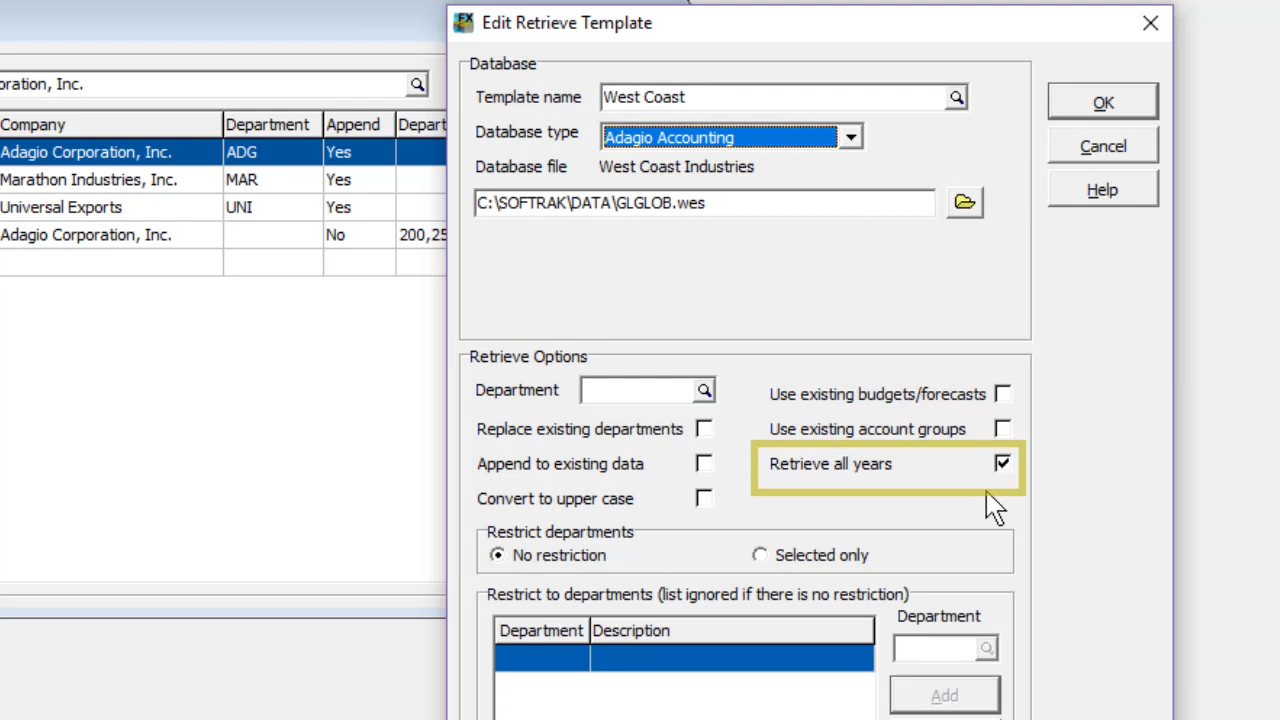 FX Edit Retrieve Template
Database
oration, Inc.
Template name West Coast
Company Department Append Depart
Database type Adagio Accounting
Adagio Corporation, Inc. ADG Yes
Database file West Coast Industries
Marathon Industries, Inc. MAR Yes
C:\SOFTRAK\DATA\GLGLOB.wes
Universal Exports UNI Yes
Adagio Corporation, Inc. No 200,25
OK
Cancel
Help
Retrieve Options
Department
Use existing budgets/forecasts
Replace existing departments
Use existing account groups
Append to existing data
Retrieve all years
Convert to upper case
Restrict departments
No restriction
Selected only
Restrict to departments (list ignored if there is no restriction)
Department Description
Department
Add